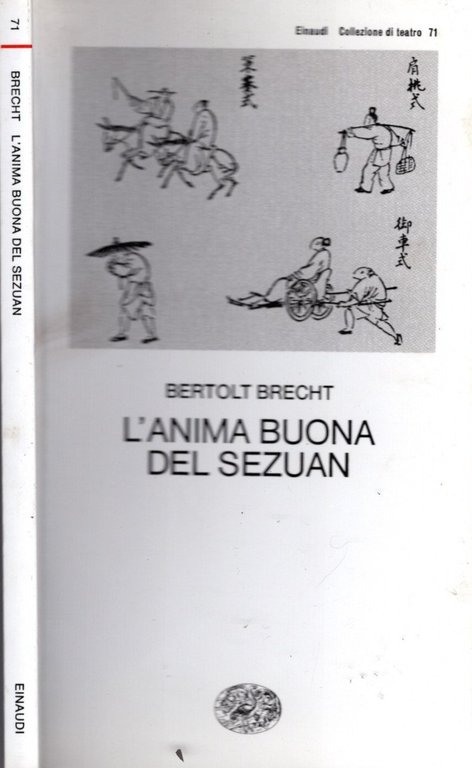 71
BRECHT L'ANIMA BUONA DEL SEZUAN
EINAUDI
Einaudi Collezione di teatro 71
式
肩挑式
御車式
BERTOLT BRECHT
L'ANIMA BUONA
DEL SEZUAN